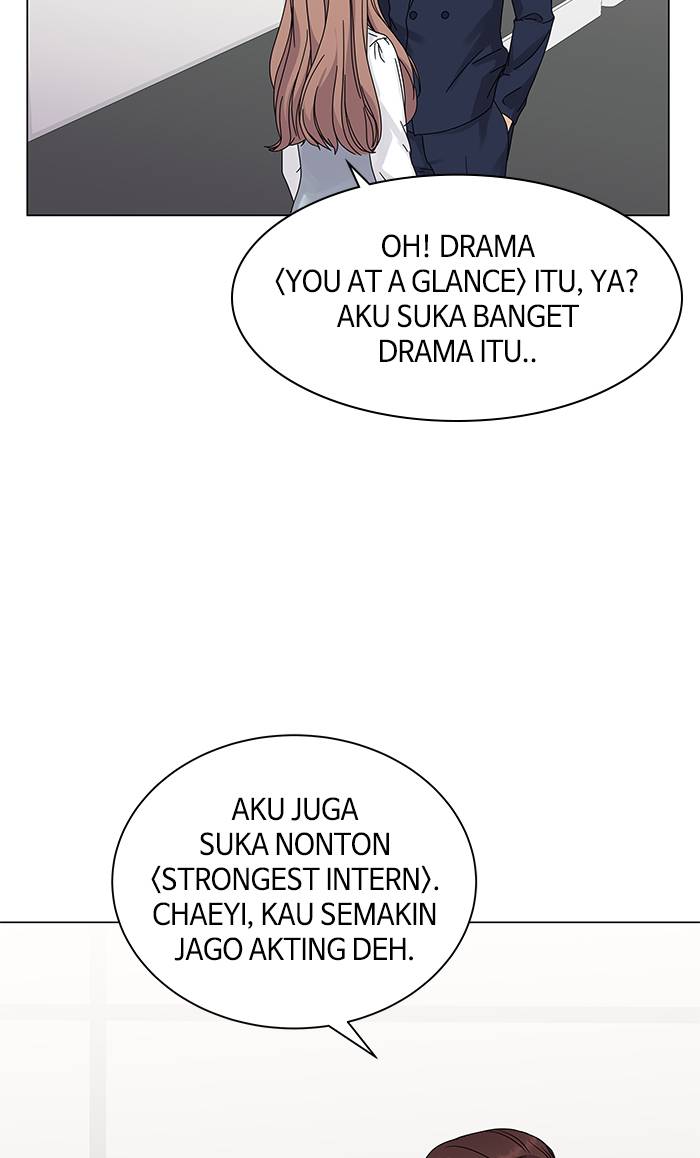 OH! DRAMA
〈YOU AT A GLANCE〉 ITU, YA?
AKU SUKA BANGET
DRAMA ITU..
AKU JUGA
SUKA NONTON
〈STRONGEST INTERN〉.
CHAEYI, KAU SEMAKIN
JAGO AKTING DEH.